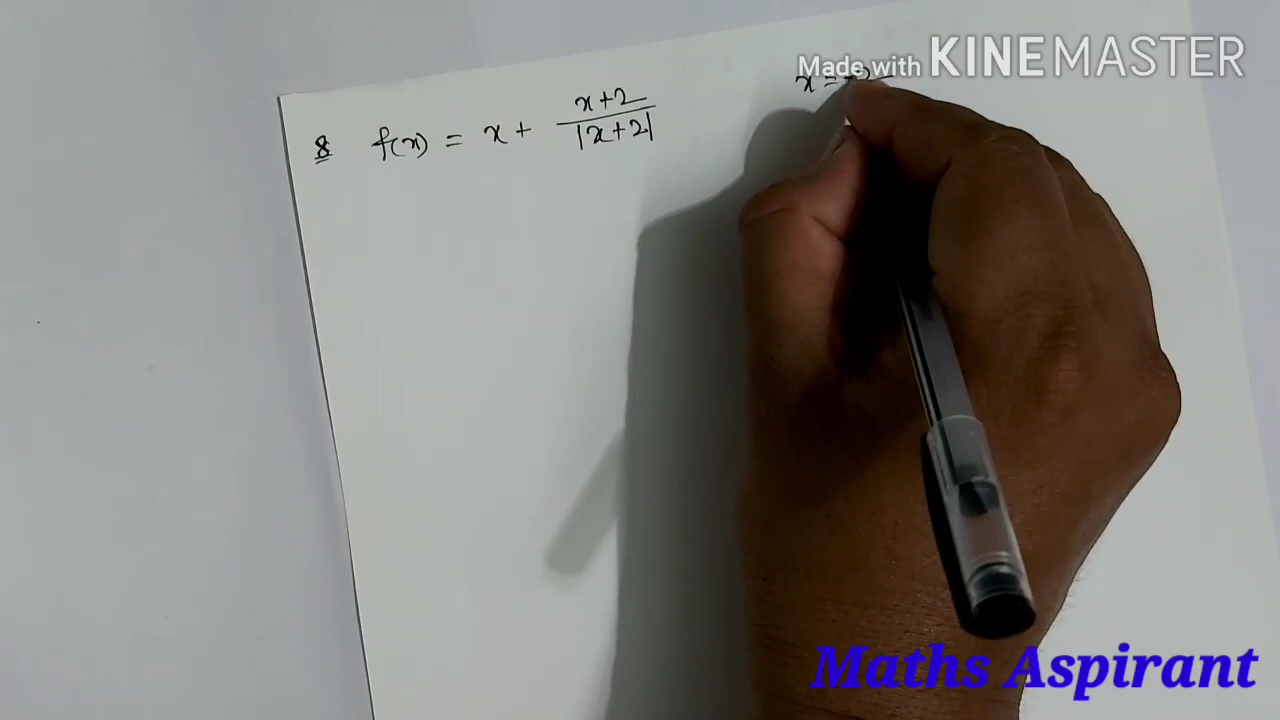 Made with KINEMASTER
8 f(x) = x + (x+2)/|x+2|
x =
Maths Aspirant